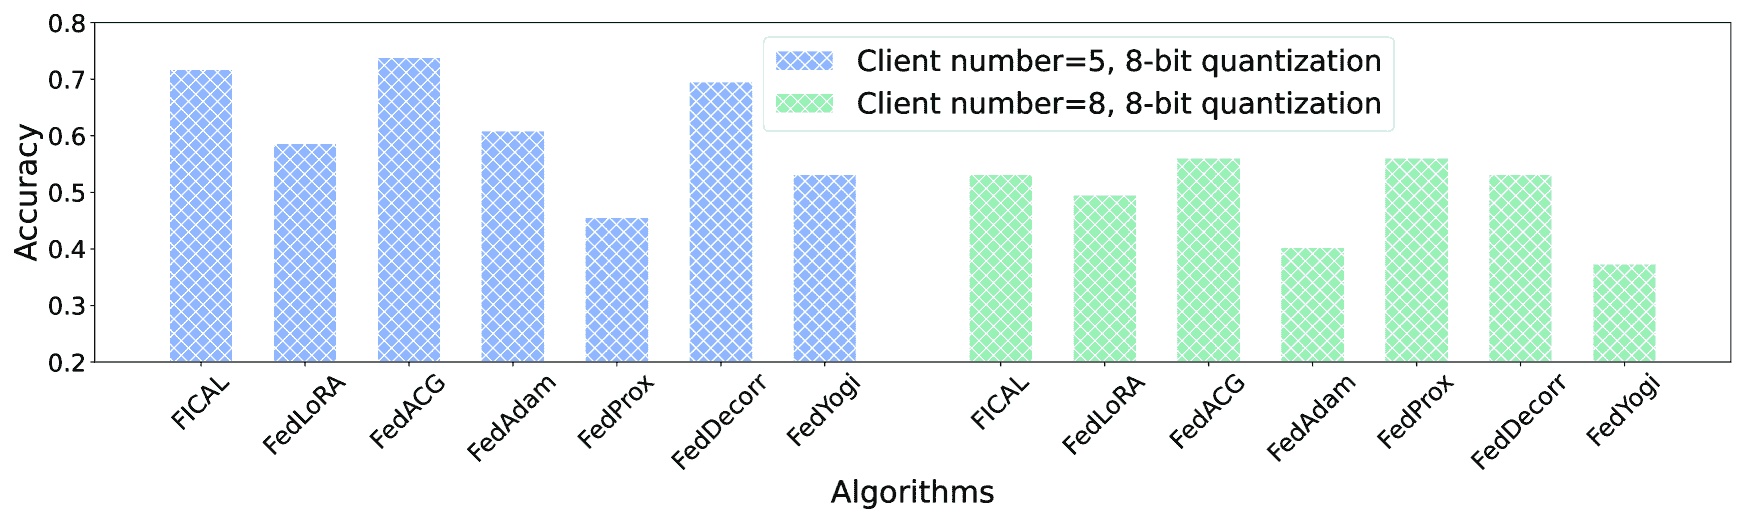 Accuracy
0.8
0.7
0.6
0.5
0.4
0.3
0.2
Client number=5, 8-bit quantization
Client number=8, 8-bit quantization
FICAL
FedLoRA
FedACG
FedAdam
FedProx
FedDecorr
FedYogi
FICAL
FedLoRA
FedACG
FedAdam
FedProx
FedDecorr
FedYogi
Algorithms